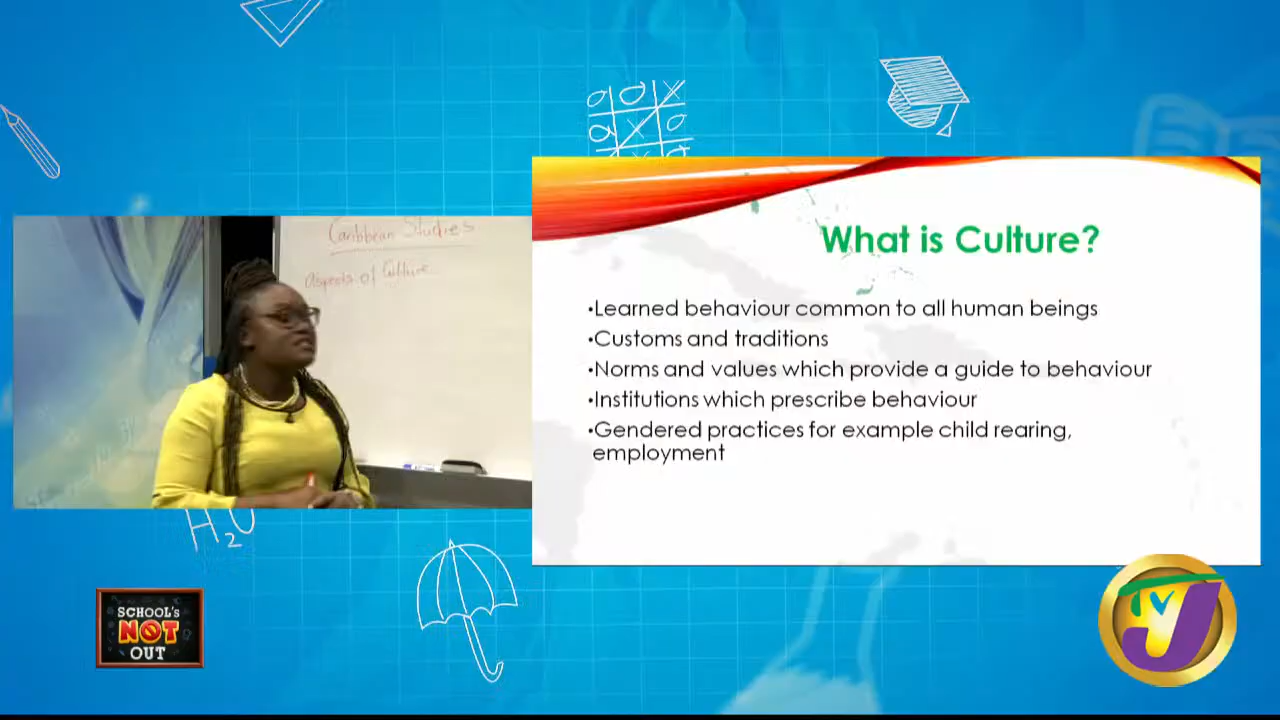 Caribbean Studies
Aspects of Culture
What is Culture?
•Learned behaviour common to all human beings
•Customs and traditions
•Norms and values which provide a guide to behaviour
•Institutions which prescribe behaviour
•Gendered practices for example child rearing,
employment
H₂O
SCHOOL's
NOT
OUT
TVJ